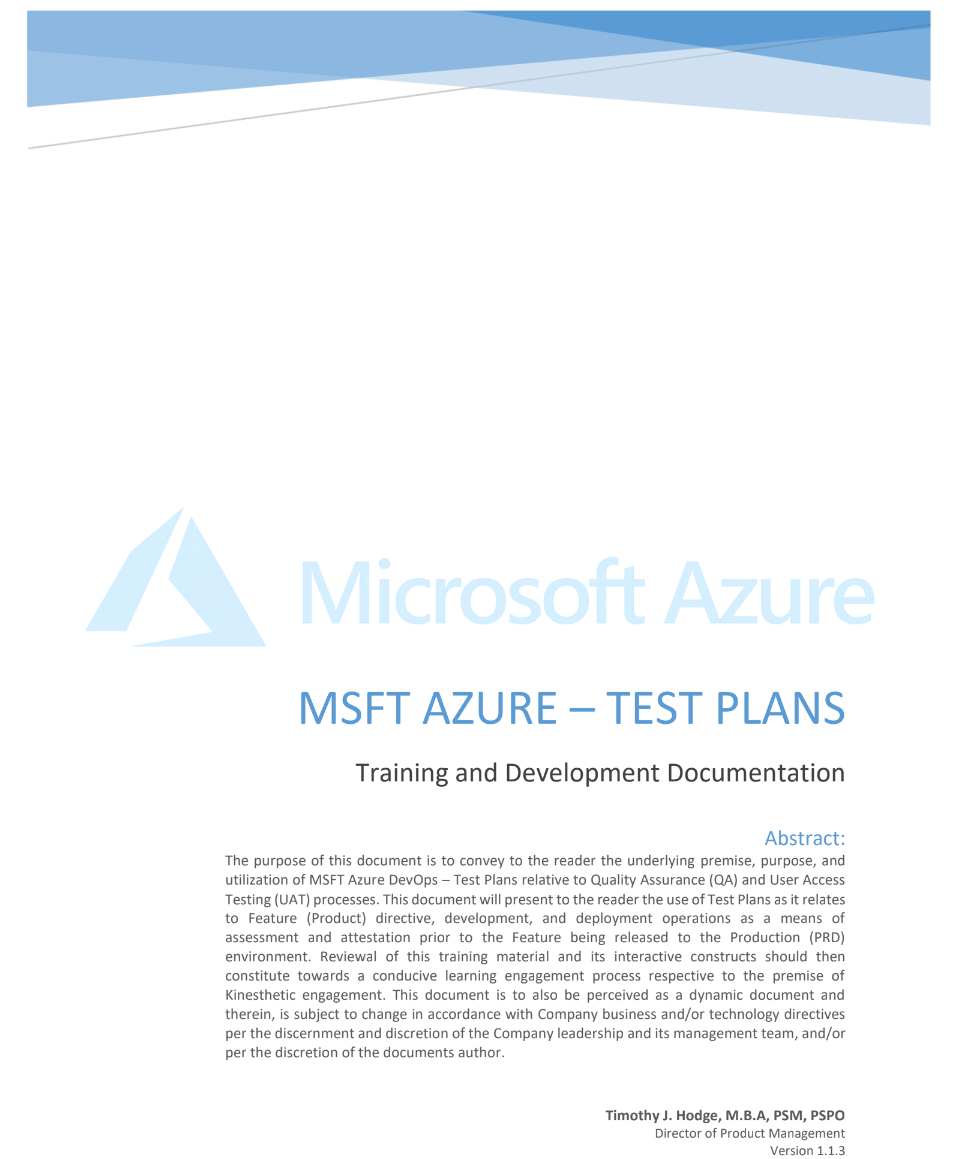 Microsoft Azure
MSFT AZURE – TEST PLANS
Training and Development Documentation
Abstract:
The purpose of this document is to convey to the reader the underlying premise, purpose, and
utilization of MSFT Azure DevOps – Test Plans relative to Quality Assurance (QA) and User Access
Testing (UAT) processes. This document will present to the reader the use of Test Plans as it relates
to Feature (Product) directive, development, and deployment operations as a means of
assessment and attestation prior to the Feature being released to the Production (PRD)
environment. Reviewal of this training material and its interactive constructs should then
constitute towards a conducive learning engagement process respective to the premise of
Kinesthetic engagement. This document is to also be perceived as a dynamic document and
therein, is subject to change in accordance with Company business and/or technology directives
per the discernment and discretion of the Company leadership and its management team, and/or
per the discretion of the documents author.
Timothy J. Hodge, M.B.A, PSM, PSPO
Director of Product Management
Version 1.1.3